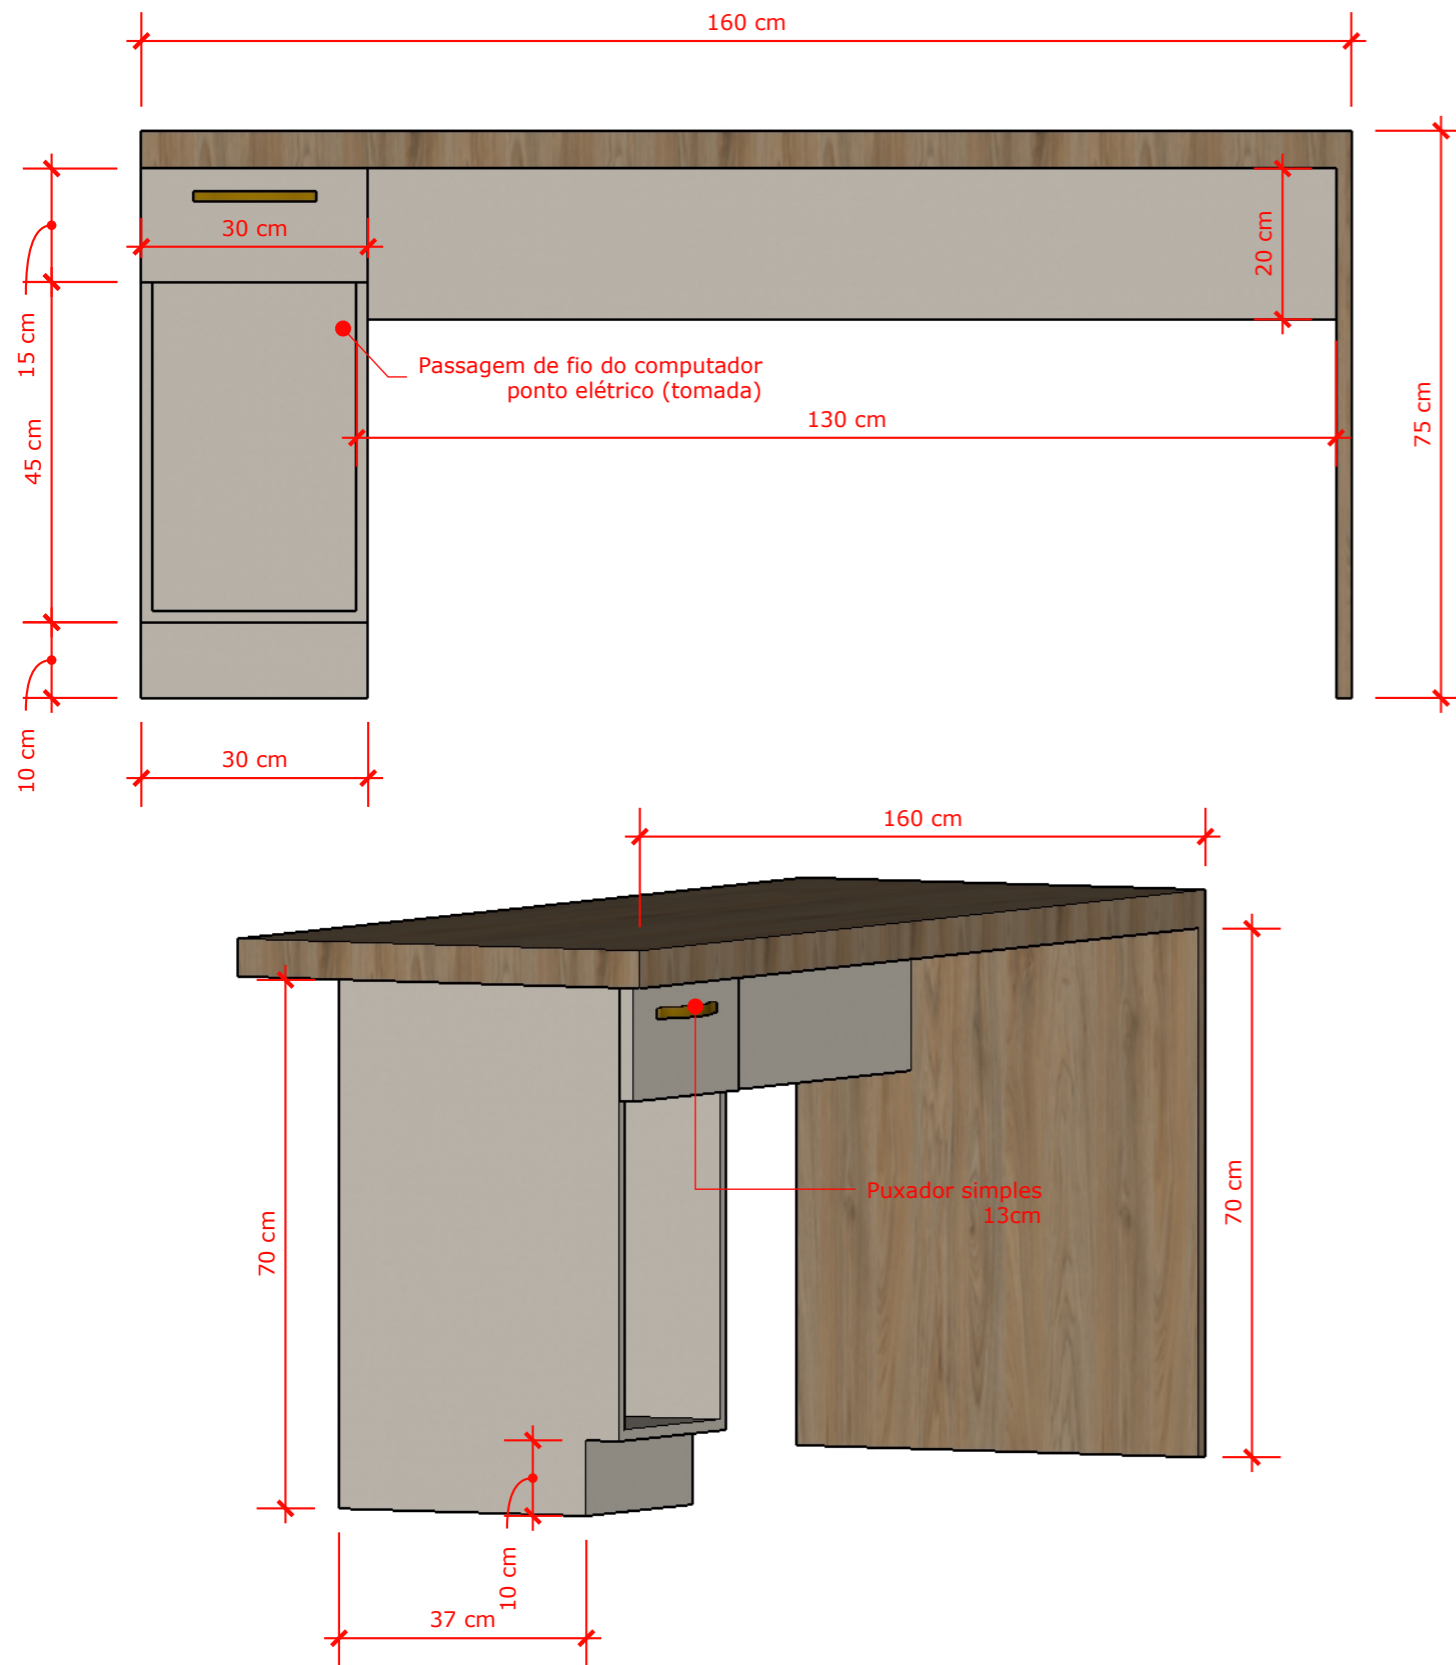 160 cm
30 cm
20 cm
15 cm
Passagem de fio do computador
ponto elétrico (tomada)
130 cm
75 cm
45 cm
10 cm
30 cm
160 cm
Puxador simples
13cm
70 cm
70 cm
10 cm
37 cm